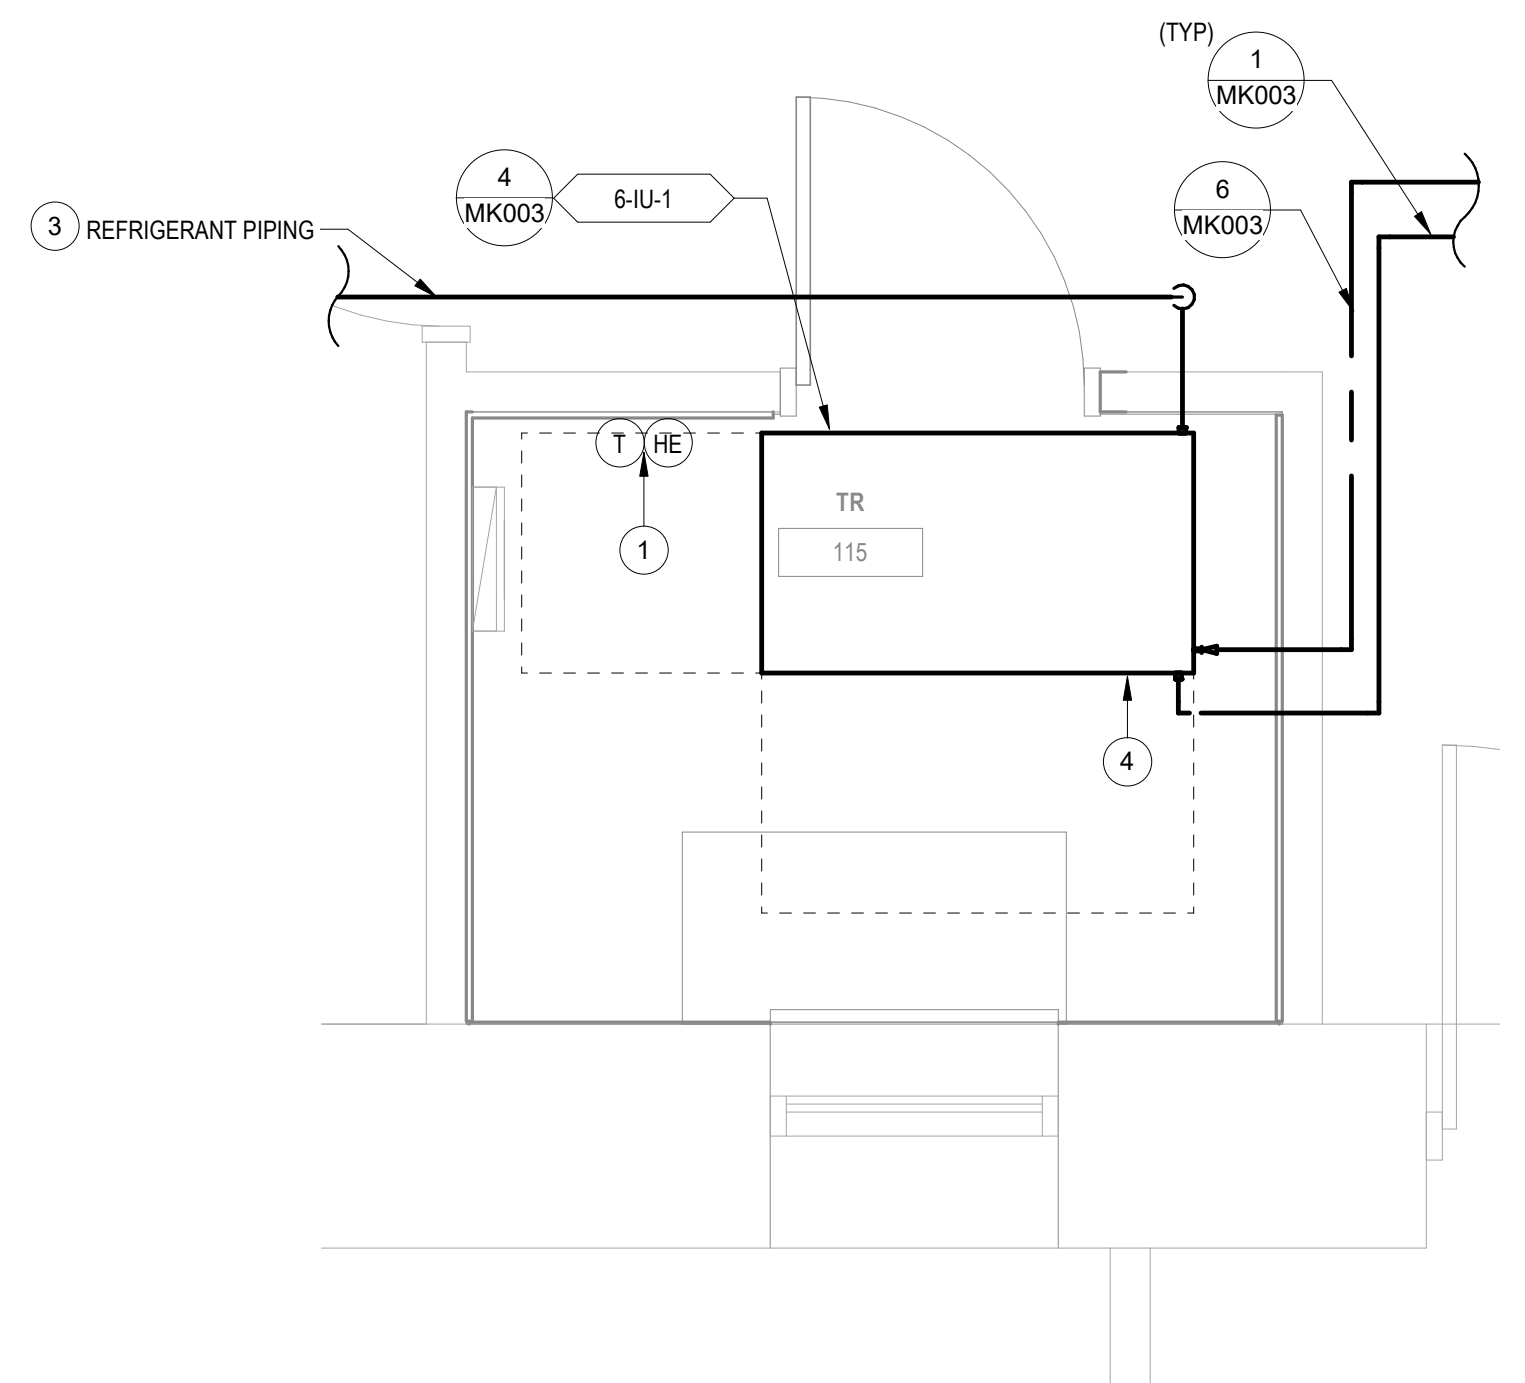 (TYP)
1
MK003
4
MK003
6-IU-1
6
MK003
3 REFRIGERANT PIPING
T HE
TR
115
1
4